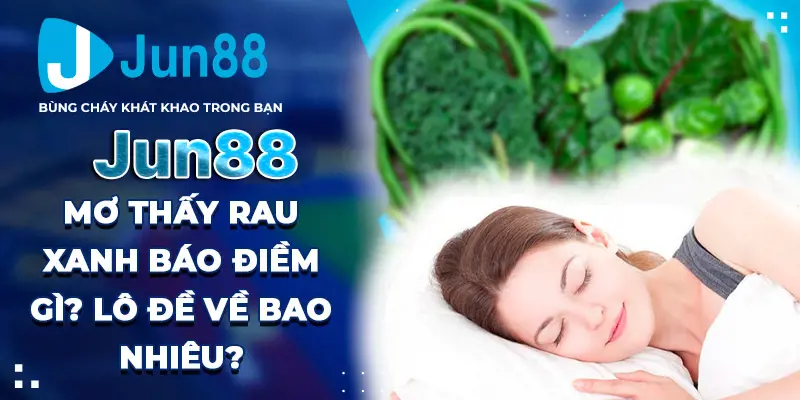 Jun88
BÙNG CHÁY KHÁT KHAO TRONG BẠN
Jun88
MƠ THẤY RAU
XANH BÁO ĐIỀM
GÌ? LÔ ĐỀ VỀ BAO
NHIÊU?